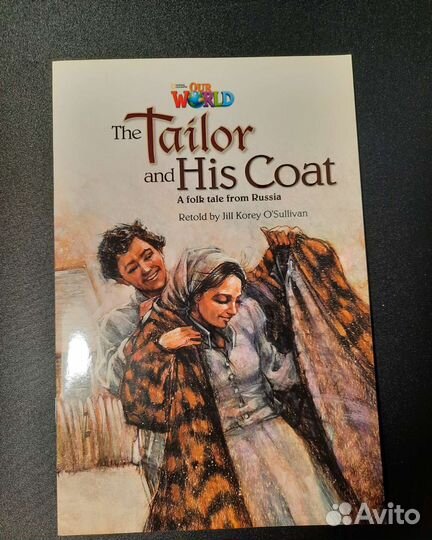 OUR
WORLD
The Tailor
and His Coat
A folk tale from Russia
Retold by Jill Korey O'Sullivan
Avito